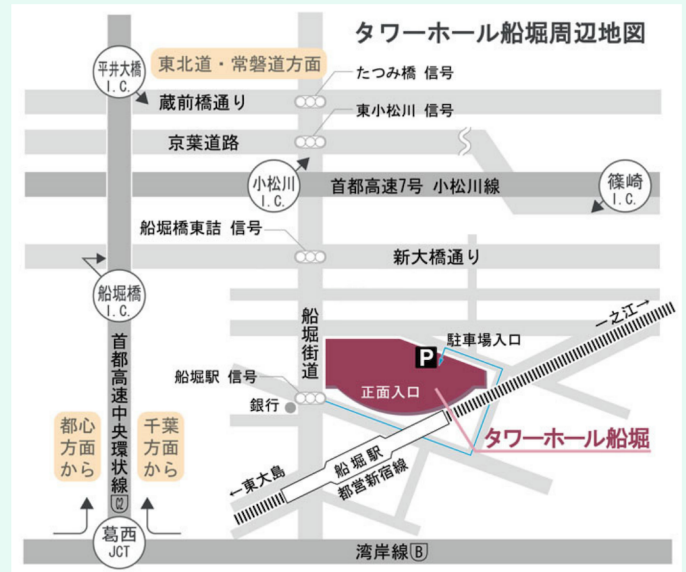 タワーホール船堀周辺地図
平井大橋
I.C.
東北道・常磐道方面
たつみ橋 信号
蔵前橋通り
東小松川 信号
京葉道路
小松川
I.C.
首都高速7号 小松川線
篠崎
I.C.
船堀橋東詰 信号
新大橋通り
船堀橋
I.C.
船堀街道
一之江→
駐車場入口
P
首都高速中央環状線
C2
船堀駅 信号
正面入口
銀行
都心
方面
から
千葉
方面
から
タワーホール船堀
船堀駅
都営新宿線
←東大島
葛西
JCT
湾岸線
B